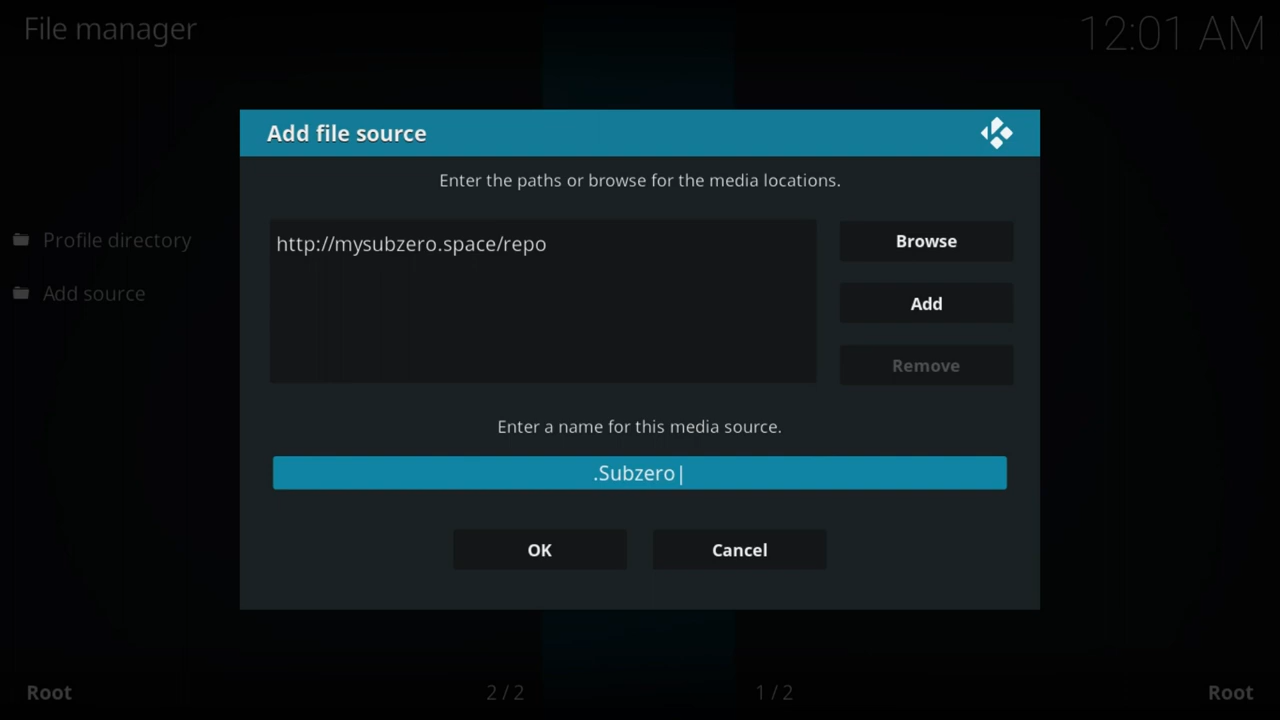 File manager
12:01 AM
Add file source
Enter the paths or browse for the media locations.
http://mysubzero.space/repo
Browse
Profile directory
Add source
Add
Remove
Enter a name for this media source.
.Subzero|
OK
Cancel
Root
2 / 2
1 / 2
Root